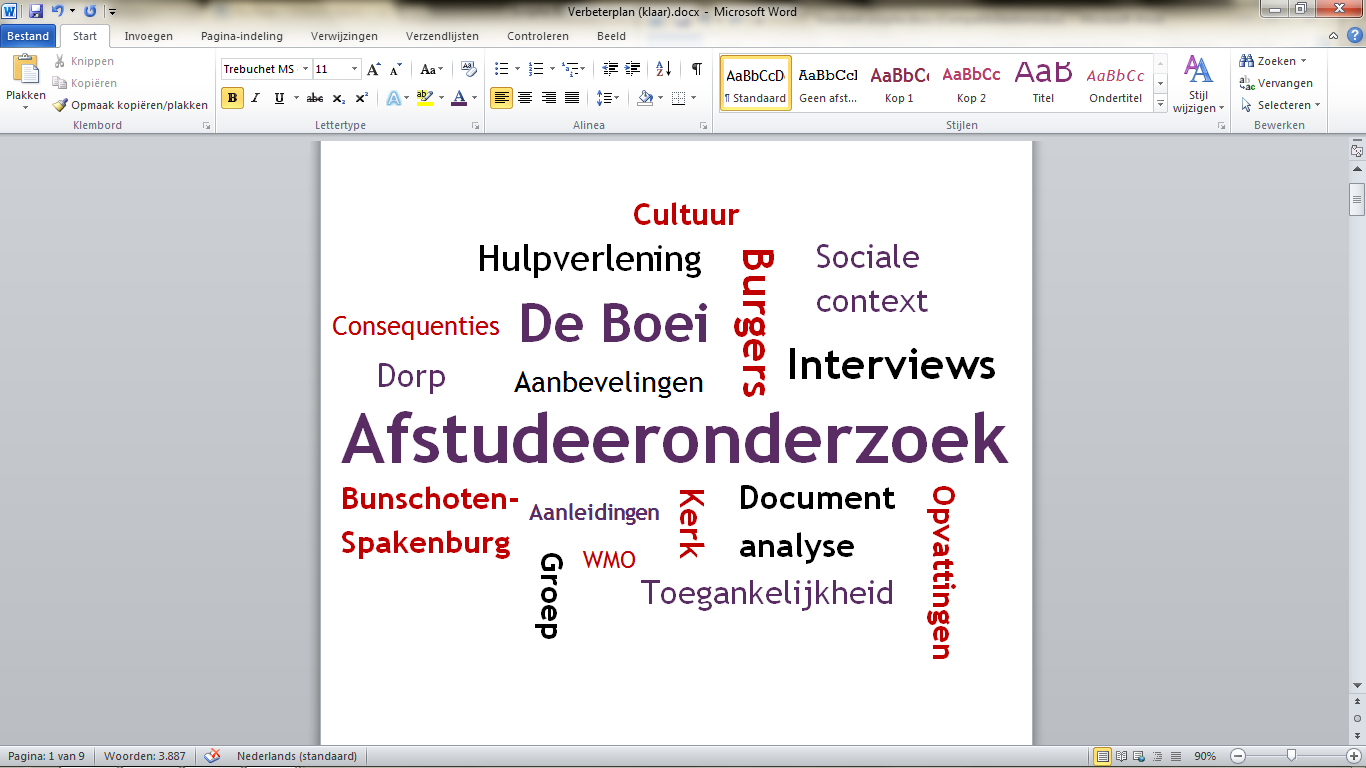 Verbeterplan (klaar).docx - Microsoft Word
Bestand Start Invoegen Pagina-indeling Verwijzingen Verzendlijsten Controleren Beeld
Plakken
Knippen
Kopiëren
Opmaak kopiëren/plakken
Klembord
Trebuchet MS 11
Lettertype
Alinea
AaBbCcD
¶ Standaard
AaBbCcI
Geen afst...
AaBbCc
Kop 1
AaBbCc
Kop 2
AaB
Titel
AaBbCc
Ondertitel
Stijl wijzigen
Stijlen
Zoeken
Vervangen
Selecteren
Bewerken
Cultuur
Hulpverlening
Burgers
Sociale
context
Consequenties
De Boei
Interviews
Dorp
Aanbevelingen
Afstudeeronderzoek
Bunschoten-
Spakenburg
Aanleidingen
Kerk
Document
analyse
Opvattingen
Groep
WMO
Toegankelijkheid
Pagina: 1 van 9 Woorden: 3.887 Nederlands (standaard) 90%